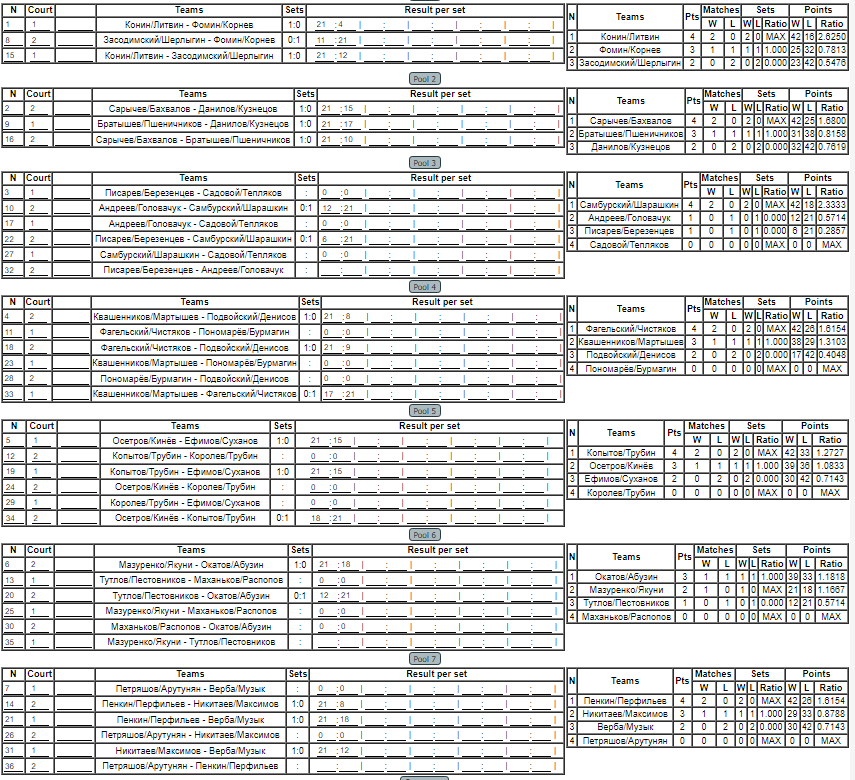 N Court Teams Sets Result per set
1 1 Конин/Литвин - Фомин/Корнев 1:0 21 :4 | : | : | : | : |
8 2 Засодимский/Шерлыгин - Фомин/Корнев 0:1 11 :21 | : | : | : | : |
15 1 Конин/Литвин - Засодимский/Шерлыгин 21 :12 | : | : | : | : |
N Teams Pts Matches Sets Points
W L W L Ratio W L Ratio
1 Конин/Литвин 4 2 0 2 0 MAX 42 16 2.6250
2 Фомин/Корнев 3 1 1 1 1 1.000 25 32 0.7813
3 Засодимский/Шерлыгин 2 0 2 0 2 0.000 23 42 0.5476
Pool 2
N Court Teams Sets Result per set
2 2 Сарычев/Бахвалов - Данилов/Кузнецов 1:0 21 :15 | : | : | : | : |
9 1 Братышев/Пшеничников - Данилов/Кузнецов 1:0 21 :17 | : | : | : | : |
16 2 Сарычев/Бахвалов - Братышев/Пшеничников 1:0 21 :10 | : | : | : | : |
N Teams Pts Matches Sets Points
W L W L Ratio W L Ratio
1 Сарычев/Бахвалов 4 2 0 2 0 MAX 42 25 1.6800
2 Братышев/Пшеничников 3 1 1 1 1 1.000 31 38 0.8158
3 Данилов/Кузнецов 2 0 2 0 2 0.000 32 42 0.7619
Pool 3
N Court Teams Sets Result per set
3 1 Писарев/Березенцев - Садовой/Тепляков : 0 :0 | : | : | : | : |
10 2 Андреев/Головачук - Самбурский/Шарашкин 0:1 12 :21 | : | : | : | : |
17 1 Андреев/Головачук - Садовой/Тепляков : 0 :0 | : | : | : | : |
22 2 Писарев/Березенцев - Самбурский/Шарашкин 0:1 6 :21 | : | : | : | : |
27 1 Самбурский/Шарашкин - Садовой/Тепляков : 0 :0 | : | : | : | : |
32 2 Писарев/Березенцев - Андреев/Головачук : : | : | : | : | : |
N Teams Pts Matches Sets Points
W L W L Ratio W L Ratio
1 Самбурский/Шарашкин 4 2 0 2 0 MAX 42 18 2.3333
2 Андреев/Головачук 1 0 1 0 1 0.000 12 21 0.5714
3 Писарев/Березенцев 1 0 1 0 1 0.000 6 21 0.2857
4 Садовой/Тепляков 0 0 0 0 0 MAX 0 0 MAX
Pool 4
N Court Teams Sets Result per set
4 2 Квашенников/Мартышев - Подвойский/Денисов 1:0 21 :8 | : | : | : | : |
11 1 Фагельский/Чистяков - Пономарёв/Бурмагин : 0 :0 | : | : | : | : |
18 2 Фагельский/Чистяков - Подвойский/Денисов 1:0 21 :9 | : | : | : | : |
23 1 Квашенников/Мартышев - Пономарёв/Бурмагин : 0 :0 | : | : | : | : |
28 2 Пономарёв/Бурмагин - Подвойский/Денисов : 0 :0 | : | : | : | : |
33 1 Квашенников/Мартышев - Фагельский/Чистяков 0:1 17 :21 | : | : | : | : |
N Teams Pts Matches Sets Points
W L W L Ratio W L Ratio
1 Фагельский/Чистяков 4 2 0 2 0 MAX 42 26 1.6154
2 Квашенников/Мартышев 3 1 1 1 1 1.000 38 29 1.3103
3 Подвойский/Денисов 2 0 2 0 2 0.000 17 42 0.4048
4 Пономарёв/Бурмагин 0 0 0 0 0 MAX 0 0 MAX
Pool 5
N Court Teams Sets Result per set
5 1 Осетров/Кинёв - Ефимов/Суханов 1:0 21 :15 | : | : | : | : |
12 2 Копытов/Трубин - Королев/Трубин : 0 :0 | : | : | : | : |
19 1 Копытов/Трубин - Ефимов/Суханов 1:0 21 :15 | : | : | : | : |
24 2 Осетров/Кинёв - Королев/Трубин : 0 :0 | : | : | : | : |
29 1 Королев/Трубин - Ефимов/Суханов : 0 :0 | : | : | : | : |
34 2 Осетров/Кинёв - Копытов/Трубин 0:1 18 :21 | : | : | : | : |
N Teams Pts Matches Sets Points
W L W L Ratio W L Ratio
1 Копытов/Трубин 4 2 0 2 0 MAX 42 33 1.2727
2 Осетров/Кинёв 3 1 1 1 1 1.000 39 36 1.0833
3 Ефимов/Суханов 2 0 2 0 2 0.000 30 42 0.7143
4 Королев/Трубин 0 0 0 0 0 MAX 0 0 MAX
Pool 6
N Court Teams Sets Result per set
6 2 Мазуренко/Якуни - Окатов/Абузин 1:0 21 :18 | : | : | : | : |
13 1 Тутлов/Пестовников - Маханьков/Распопов : 0 :0 | : | : | : | : |
20 2 Тутлов/Пестовников - Окатов/Абузин 0:1 12 :21 | : | : | : | : |
25 1 Мазуренко/Якуни - Маханьков/Распопов : 0 :0 | : | : | : | : |
30 2 Маханьков/Распопов - Окатов/Абузин : 0 :0 | : | : | : | : |
35 1 Мазуренко/Якуни - Тутлов/Пестовников : : | : | : | : | : |
N Teams Pts Matches Sets Points
W L W L Ratio W L Ratio
1 Окатов/Абузин 3 1 1 1 1 1.000 39 33 1.1818
2 Мазуренко/Якуни 2 1 0 1 0 MAX 21 18 1.1667
3 Тутлов/Пестовников 1 0 1 0 1 0.000 12 21 0.5714
4 Маханьков/Распопов 0 0 0 0 0 MAX 0 0 MAX
Pool 7
N Court Teams Sets Result per set
7 1 Петряшов/Арутунян - Верба/Музык : 0 :0 | : | : | : | : |
14 2 Пенкин/Перфильев - Никитаев/Максимов 1:0 21 :8 | : | : | : | : |
21 1 Пенкин/Перфильев - Верба/Музык 1:0 21 :18 | : | : | : | : |
26 2 Петряшов/Арутунян - Никитаев/Максимов : 0 :0 | : | : | : | : |
31 1 Никитаев/Максимов - Верба/Музык 1:0 21 :12 | : | : | : | : |
36 2 Петряшов/Арутунян - Пенкин/Перфильев : : | : | : | : | : |
N Teams Pts Matches Sets Points
W L W L Ratio W L Ratio
1 Пенкин/Перфильев 4 2 0 2 0 MAX 42 26 1.6154
2 Никитаев/Максимов 3 1 1 1 1 1.000 29 33 0.8788
3 Верба/Музык 2 0 2 0 2 0.000 30 42 0.7143
4 Петряшов/Арутунян 0 0 0 0 0 MAX 0 0 MAX